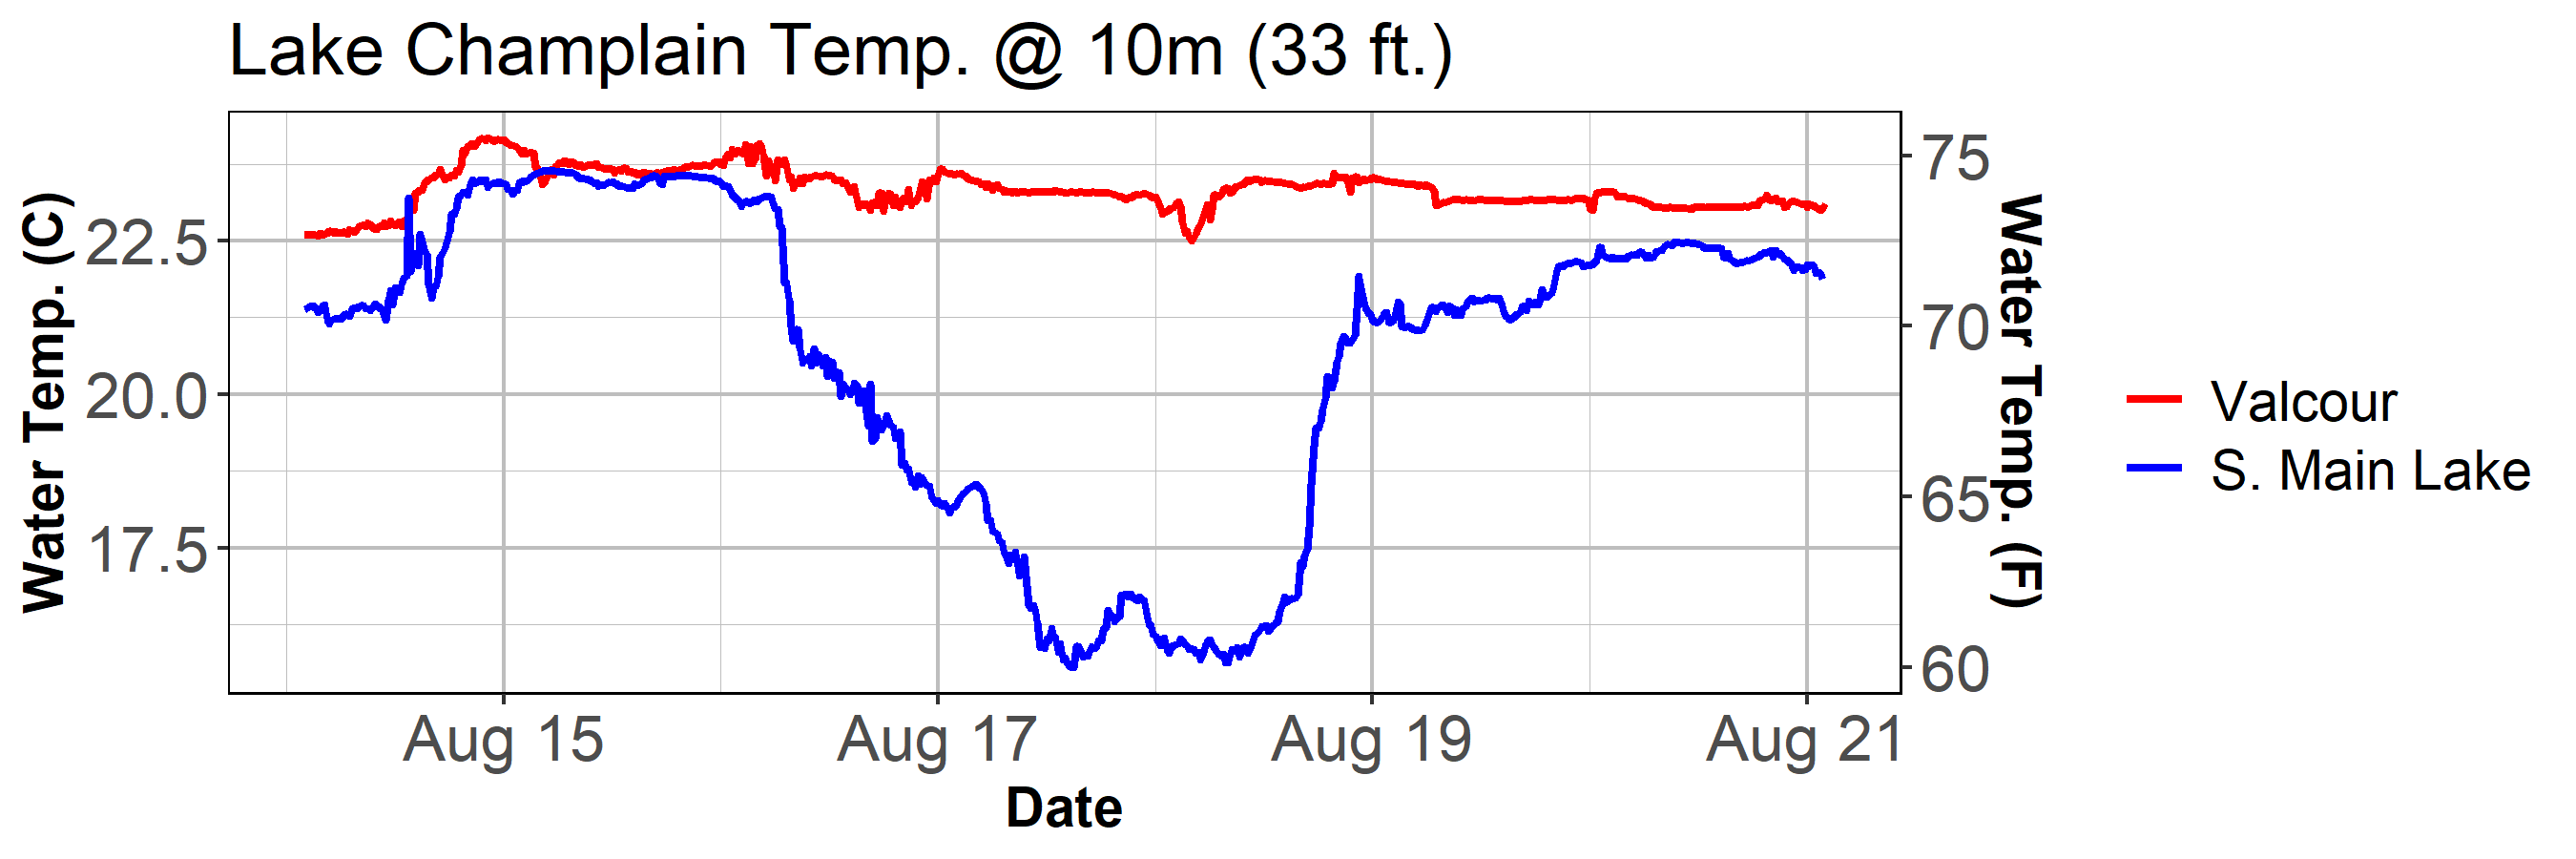 Lake Champlain Temp. @ 10m (33 ft.)
Water Temp. (C)
22.5
20.0
17.5
75
70
65
60
Water Temp. (F)
Aug 15
Aug 17
Aug 19
Aug 21
Date
Valcour
S. Main Lake